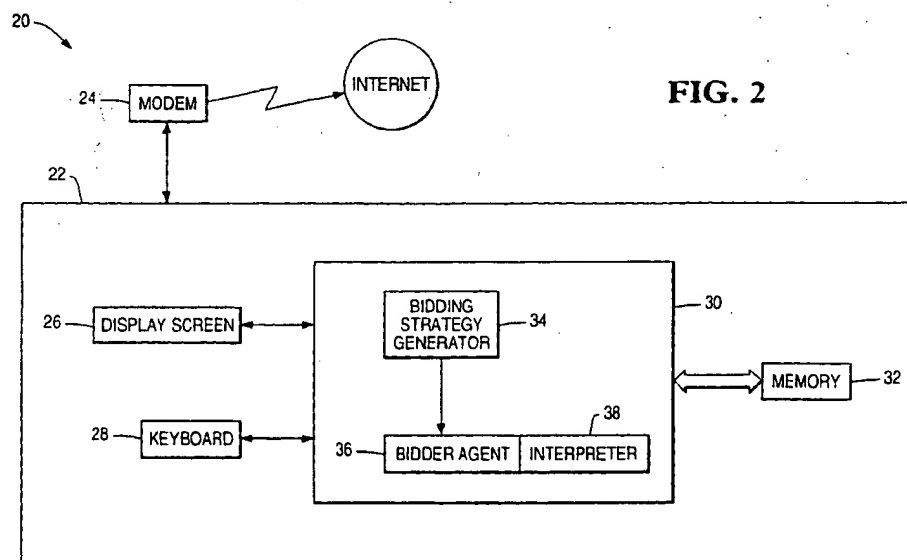 20
24
MODEM
INTERNET
FIG. 2
22
30
BIDDING
STRATEGY
GENERATOR
34
26
DISPLAY SCREEN
MEMORY
32
38
28
KEYBOARD
36
BIDDER AGENT
INTERPRETER